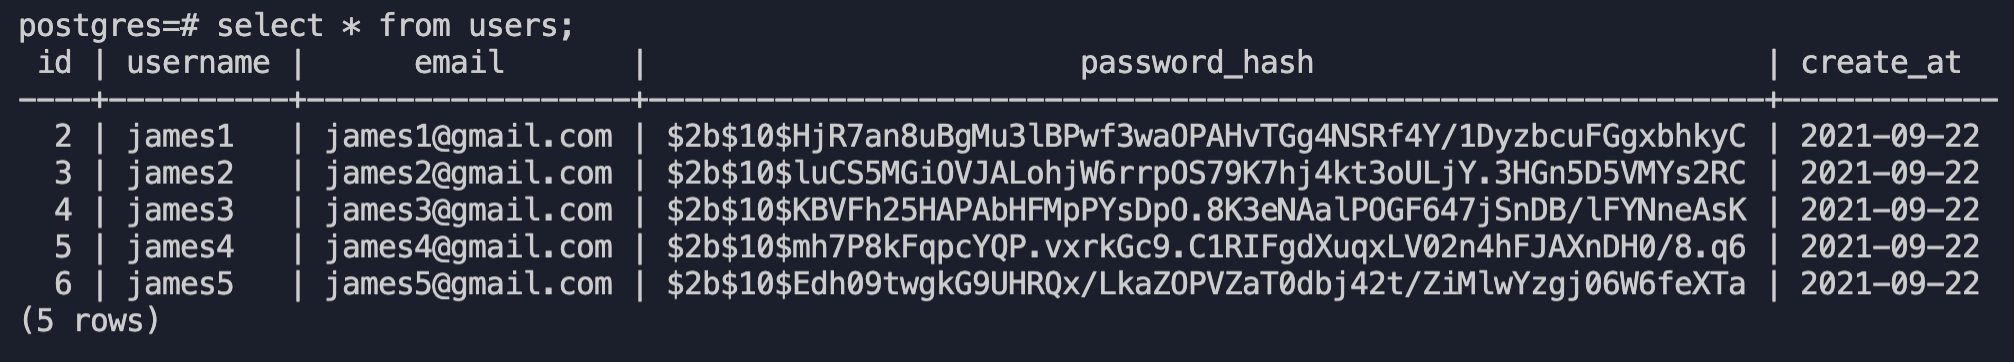 postgres=# select * from users;
 id | username |       email       |                        password_hash                         | create_at
----+----------+-------------------+--------------------------------------------------------------+------------
  2 | james1   | james1@gmail.com | $2b$10$HjR7an8uBgMu3lBPwf3waOPAHvTGg4NSRf4Y/1DyzbcuFGgxbhkyC | 2021-09-22
  3 | james2   | james2@gmail.com | $2b$10$luCS5MGiOVJALohjW6rrpOS79K7hj4kt3oULjY.3HGn5D5VMYs2RC | 2021-09-22
  4 | james3   | james3@gmail.com | $2b$10$KBVFh25HAPAbHFMpPYsDpO.8K3eNAalPOGF647jSnDB/lFYNneAsK | 2021-09-22
  5 | james4   | james4@gmail.com | $2b$10$mh7P8kFqpcYQP.vxrkGc9.C1RIFgdXuqxLV02n4hFJAXnDH0/8.q6 | 2021-09-22
  6 | james5   | james5@gmail.com | $2b$10$Edh09twgkG9UHRQx/LkaZOPVZaT0dbj42t/ZiMlwYzgj06W6feXTa | 2021-09-22
(5 rows)